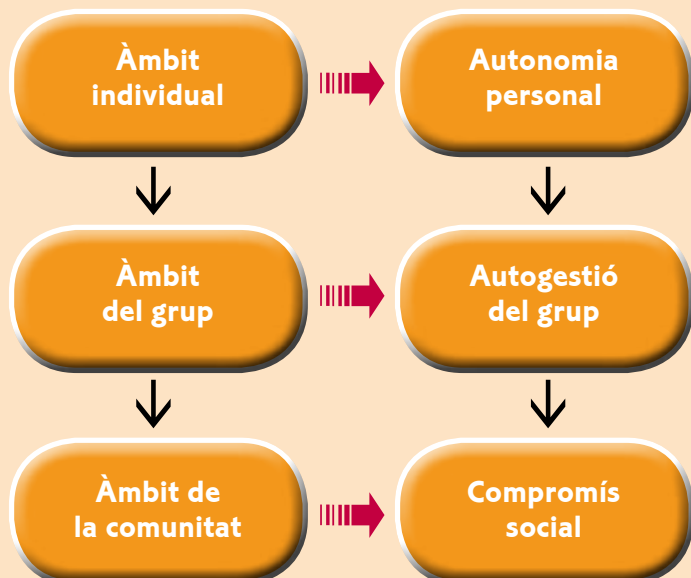 Àmbit
individual
Autonomia
personal
Àmbit
del grup
Autogestió
del grup
Àmbit de
la comunitat
Compromís
social